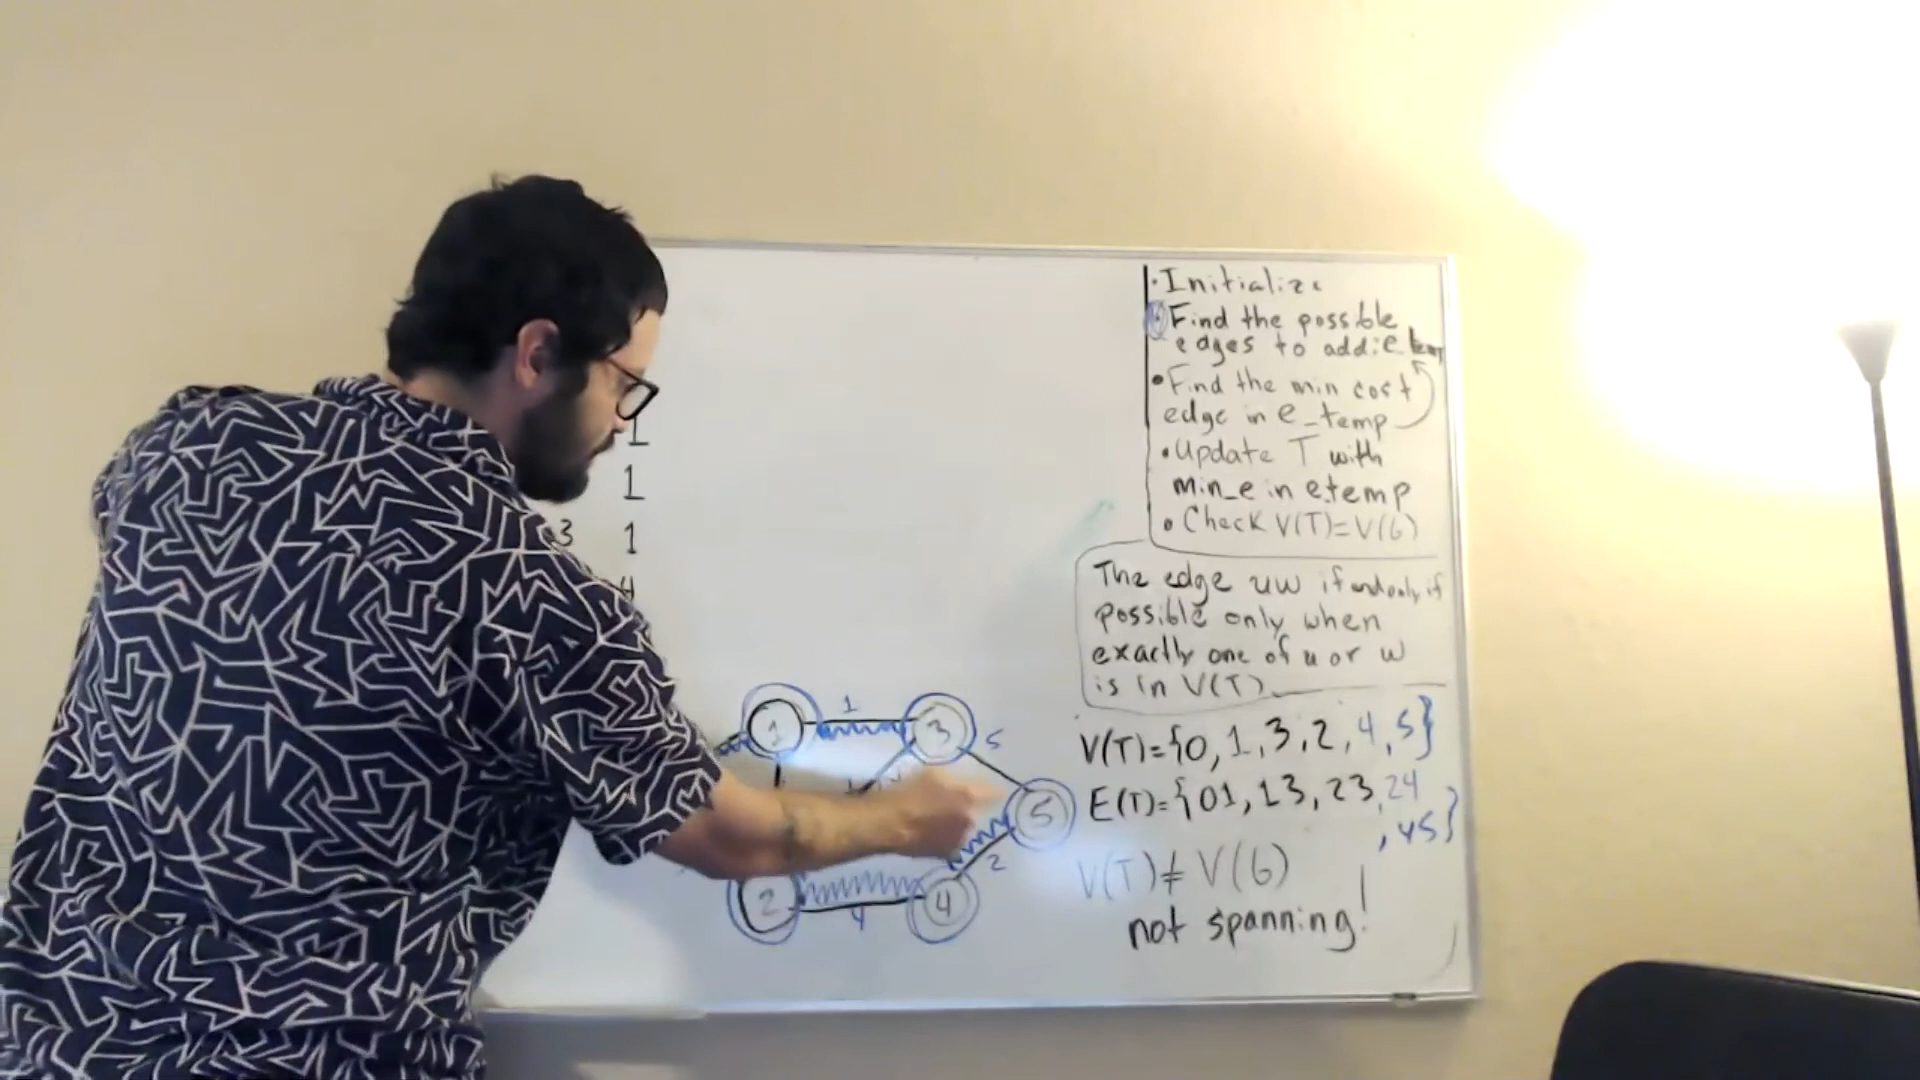 · Initialize
· Find the possible
edges to add: e_temp
• Find the min cost
edge in e_temp
• Update T with
min_e in e_temp
• Check V(T)=V(G)
The edge uw if and only if
possible only when
exactly one of u or w
is in V(T).
V(T)={0,1,3,2,4,5}
E(T)={01,13,23,24
,45}
V(T)≠V(G)
not spanning!
1
1
3 1
4
1
1 3 5
5
2
2 4
4